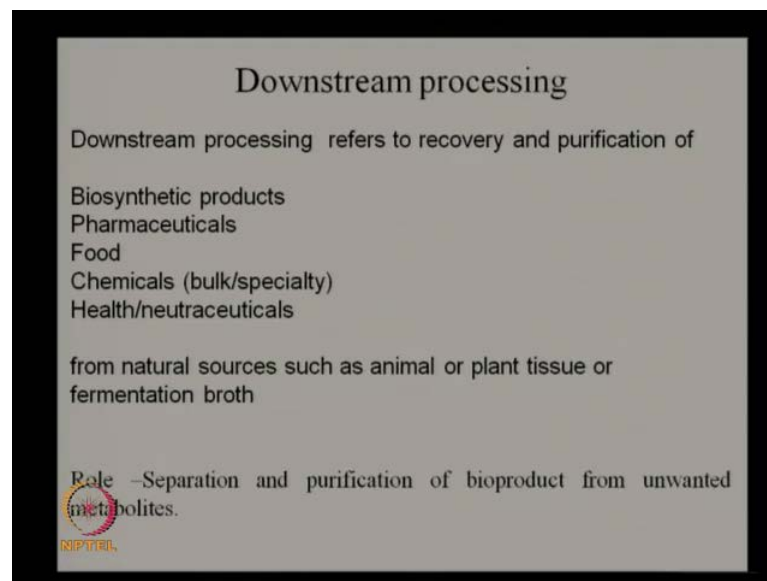 Downstream processing
Downstream processing refers to recovery and purification of
Biosynthetic products
Pharmaceuticals
Food
Chemicals (bulk/specialty)
Health/neutraceuticals
from natural sources such as animal or plant tissue or
fermentation broth
Role –Separation and purification of bioproduct from unwanted
metabolites.
NPTEL